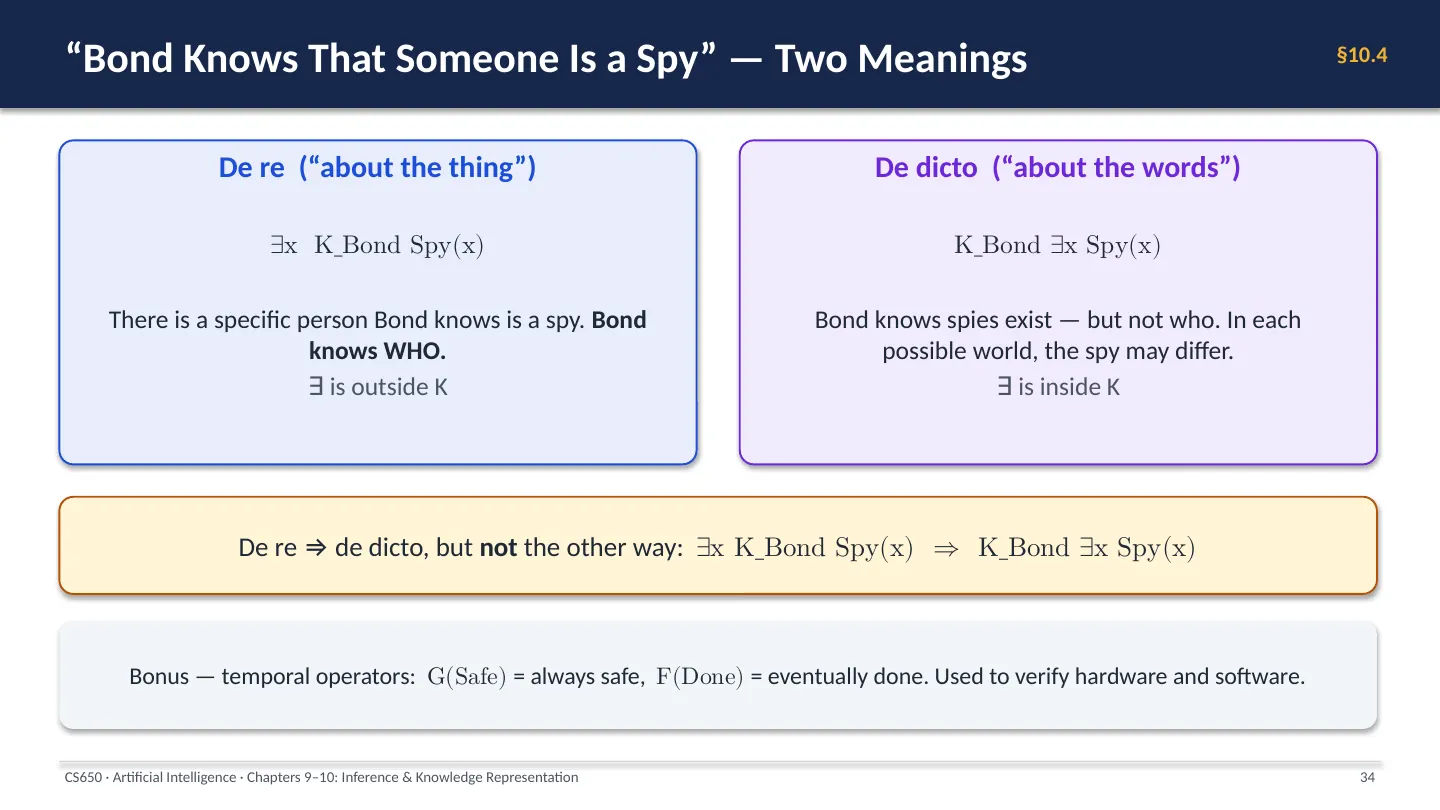 “Bond Knows That Someone Is a Spy” — Two Meanings
§10.4
De re (“about the thing”)
∃x K_Bond Spy(x)
There is a specific person Bond knows is a spy. Bond
knows WHO.
∃ is outside K
De dicto (“about the words”)
K_Bond ∃x Spy(x)
Bond knows spies exist — but not who. In each
possible world, the spy may differ.
∃ is inside K
De re ⇒ de dicto, but not the other way: ∃x K_Bond Spy(x) ⇒ K_Bond ∃x Spy(x)
Bonus — temporal operators: G(Safe) = always safe, F(Done) = eventually done. Used to verify hardware and software.
CS650 · Artificial Intelligence · Chapters 9–10: Inference & Knowledge Representation
34